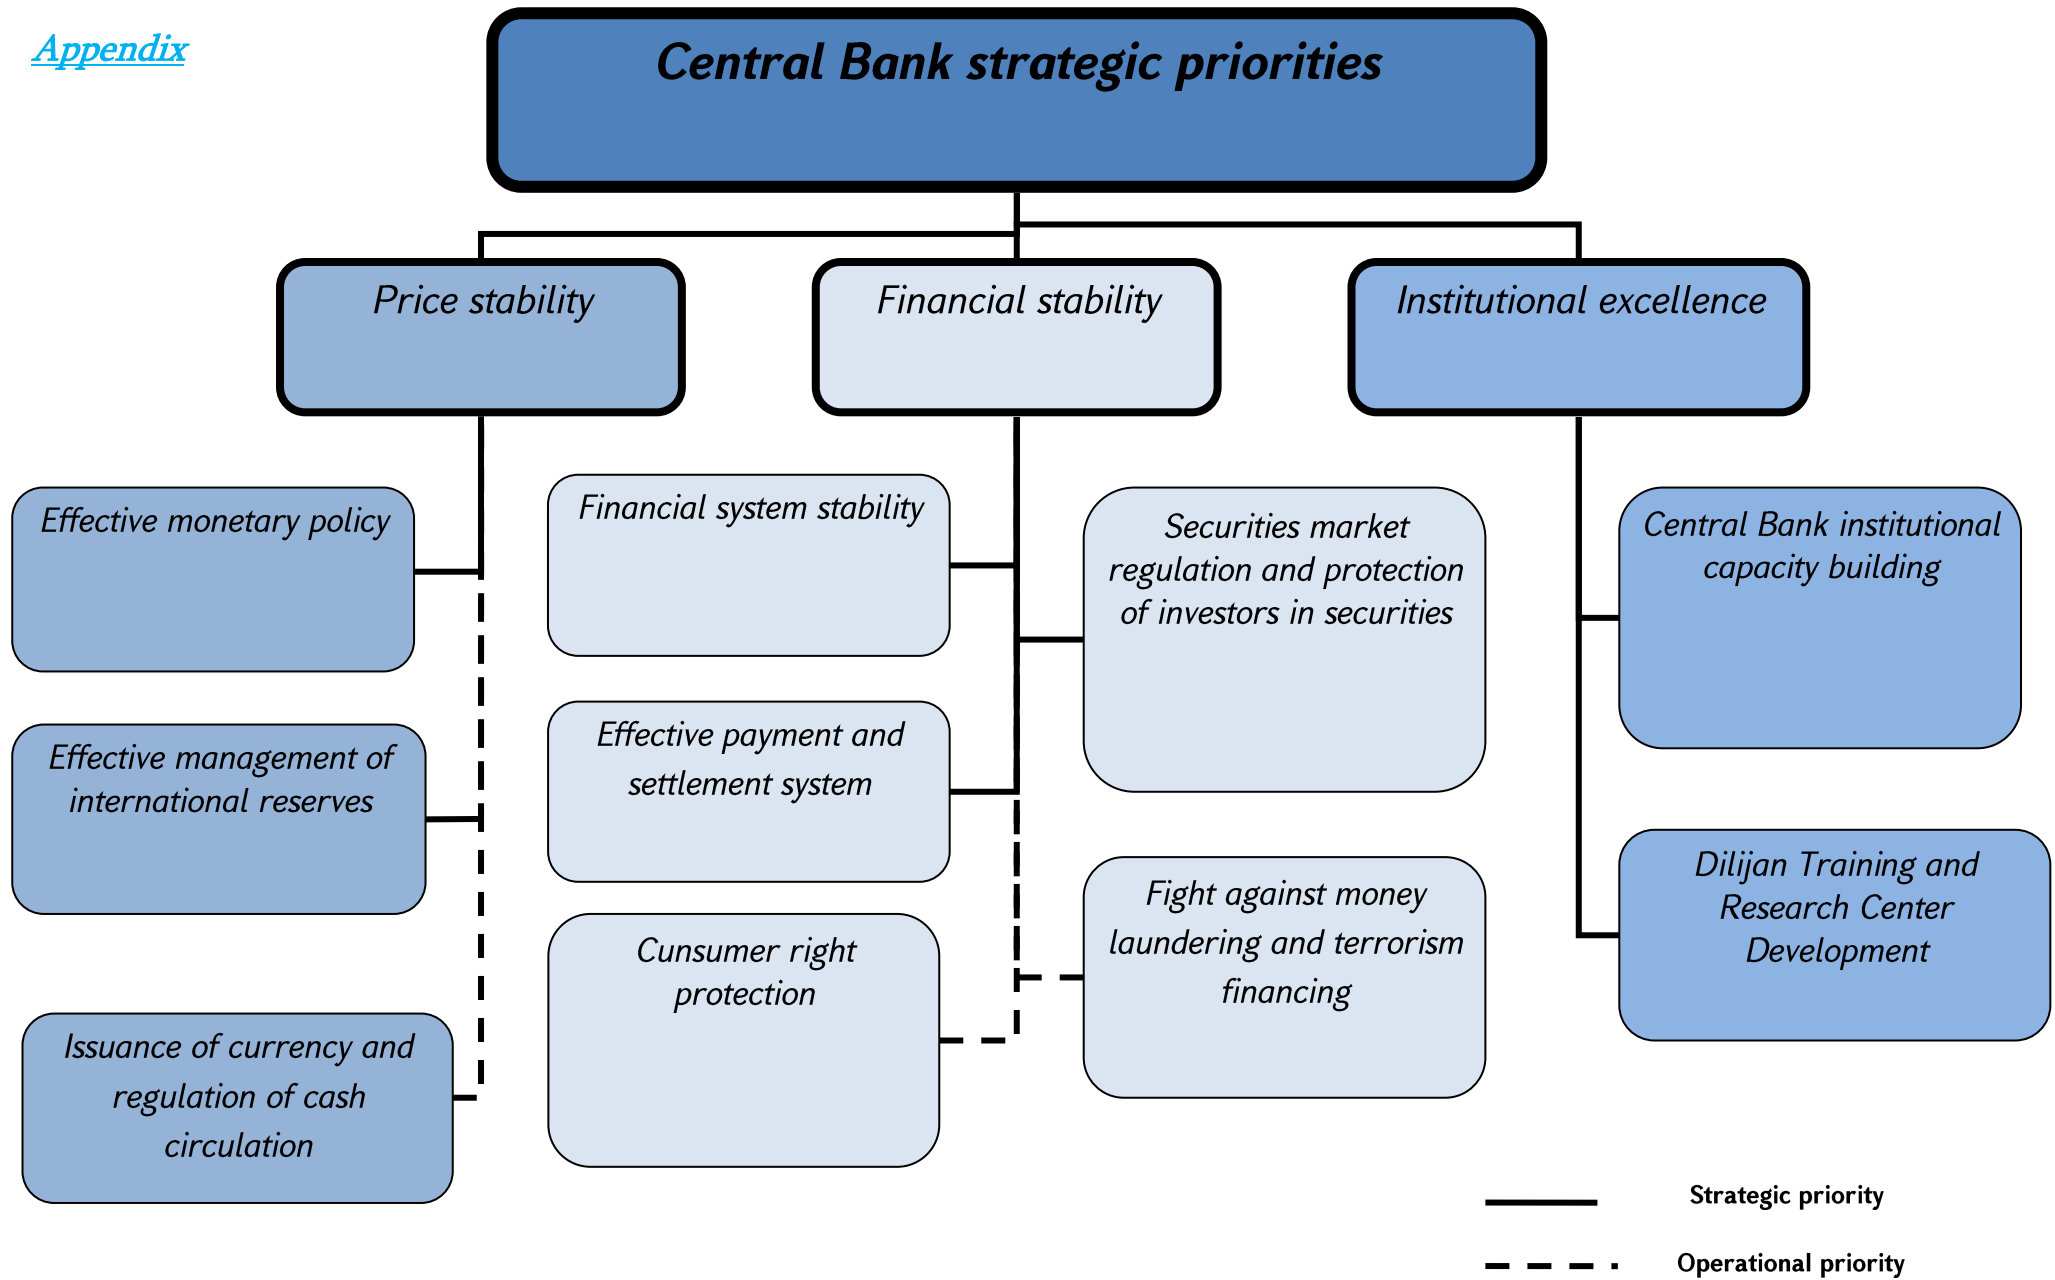 Appendix
Central Bank strategic priorities
Price stability
Financial stability
Institutional excellence
Effective monetary policy
Effective management of
international reserves
Issuance of currency and
regulation of cash
circulation
Financial system stability
Effective payment and
settlement system
Cunsumer right
protection
Securities market
regulation and protection
of investors in securities
Fight against money
laundering and terrorism
financing
Central Bank institutional
capacity building
Dilijan Training and
Research Center
Development
Strategic priority
Operational priority